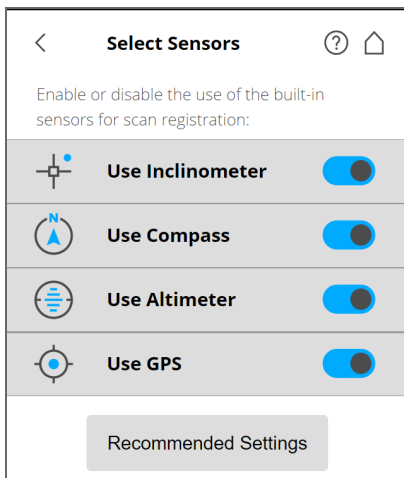 Select Sensors ?
Enable or disable the use of the built-in
sensors for scan registration:
Use Inclinometer
N
Use Compass
Use Altimeter
Use GPS
Recommended Settings